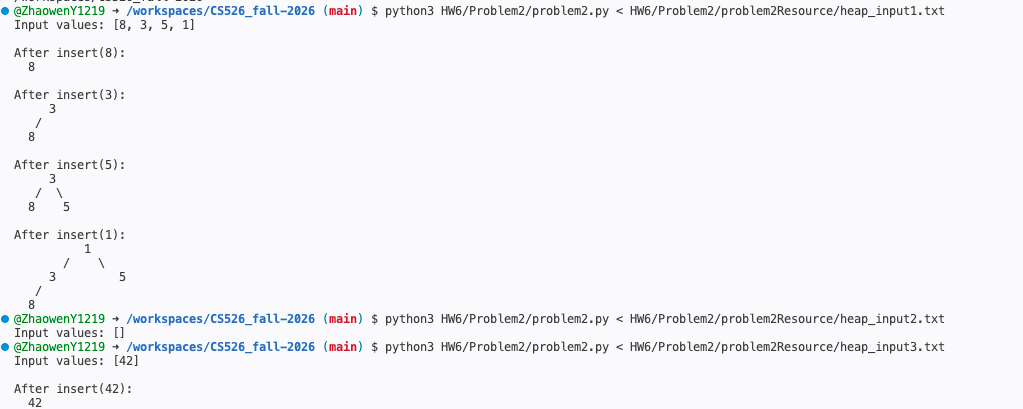 @ZhaowenY1219 → /workspaces/CS526_fall-2026 (main) $ python3 HW6/Problem2/problem2.py < HW6/Problem2/problem2Resource/heap_input1.txt
Input values: [8, 3, 5, 1]
After insert(8):
8
After insert(3):
3
/
8
After insert(5):
3
/ \
8 5
After insert(1):
1
/ \
3 5
/
8
@ZhaowenY1219 → /workspaces/CS526_fall-2026 (main) $ python3 HW6/Problem2/problem2.py < HW6/Problem2/problem2Resource/heap_input2.txt
Input values: []
@ZhaowenY1219 → /workspaces/CS526_fall-2026 (main) $ python3 HW6/Problem2/problem2.py < HW6/Problem2/problem2Resource/heap_input3.txt
Input values: [42]
After insert(42):
42